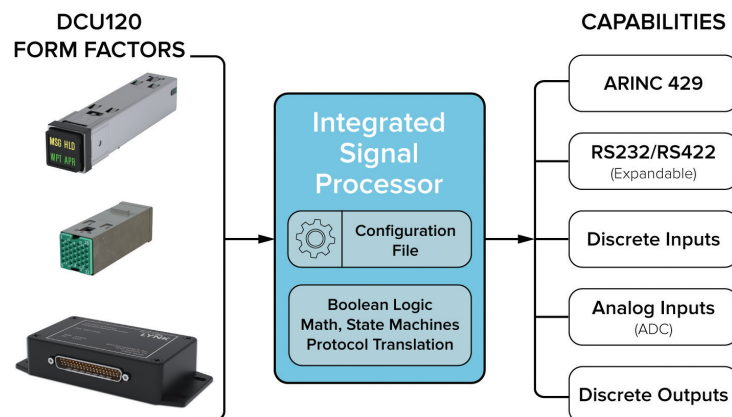 DCU120
FORM FACTORS
MSG HLD
WPT APR
LYNK
Integrated
Signal
Processor
Configuration
File
Boolean Logic
Math, State Machines
Protocol Translation
CAPABILITIES
ARINC 429
RS232/RS422
(Expandable)
Discrete Inputs
Analog Inputs
(ADC)
Discrete Outputs